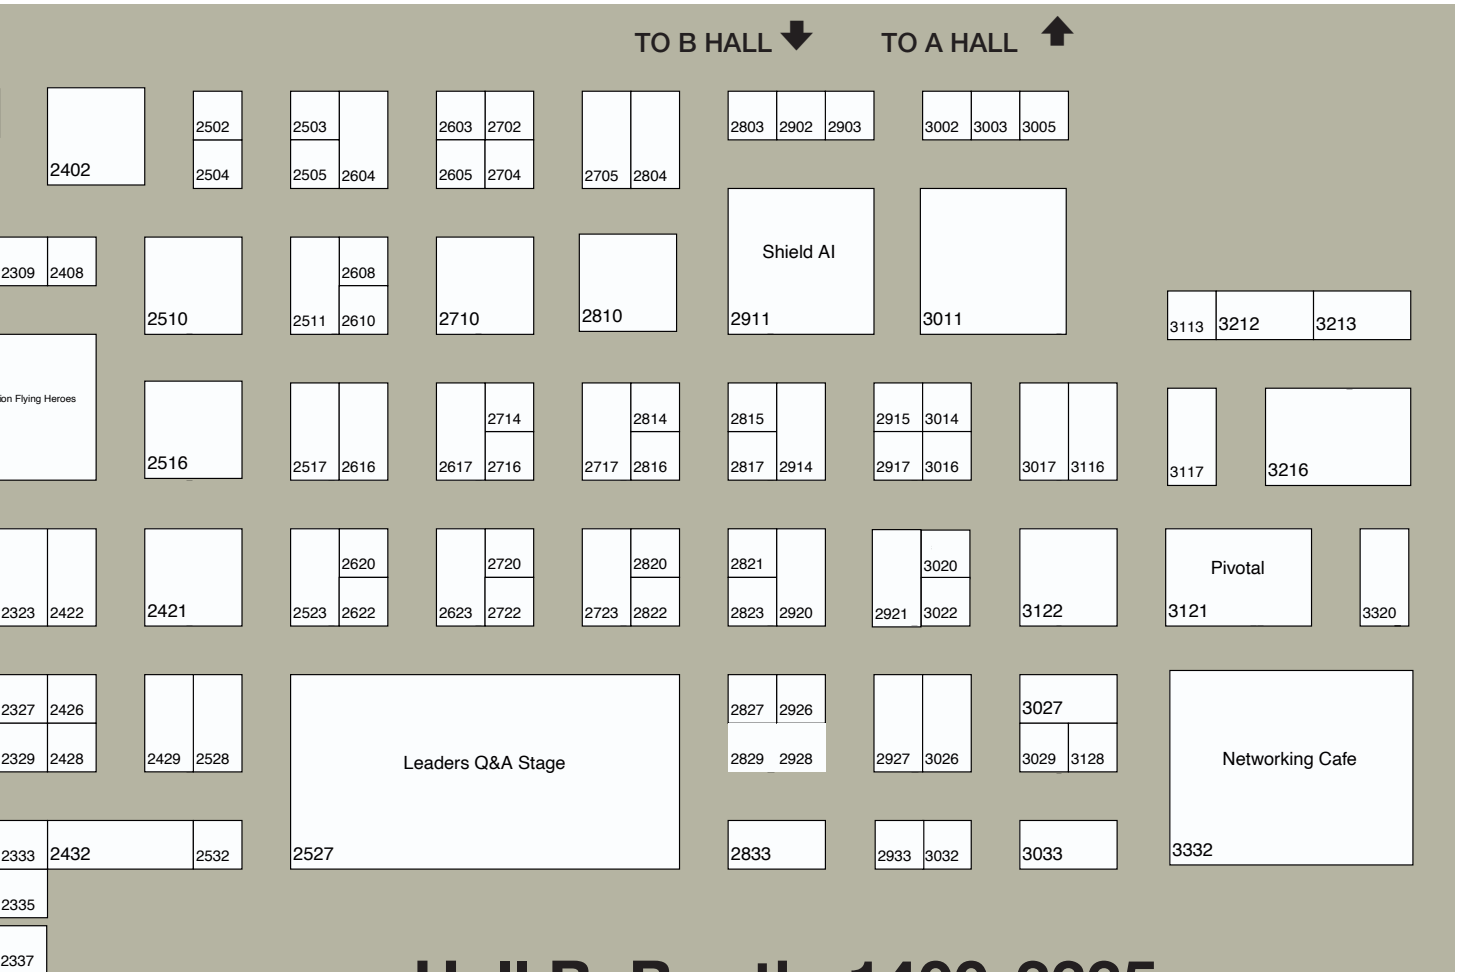 TO B HALL TO A HALL
2402 2502 2503 2603 2702 2803 2902 2903 3002 3003 3005
2504 2505 2604 2605 2704 2705 2804
Shield AI
2309 2408 2608
2510 2511 2610 2710 2810 2911 3011 3113 3212 3213
ion Flying Heroes
2714 2814 2815 2915 3014
2516 2517 2616 2617 2716 2717 2816 2817 2914 2917 3016 3017 3116 3117 3216
2620 2720 2820 2821 3020 Pivotal
2323 2422 2421 2523 2622 2623 2722 2723 2822 2823 2920 2921 3022 3122 3121 3320
2327 2426 2827 2926 3027
2329 2428 2429 2528 Leaders Q&A Stage 2829 2928 2927 3026 3029 3128 Networking Cafe
2333 2432 2532 2527 2833 2933 3032 3033 3332
2335
2337